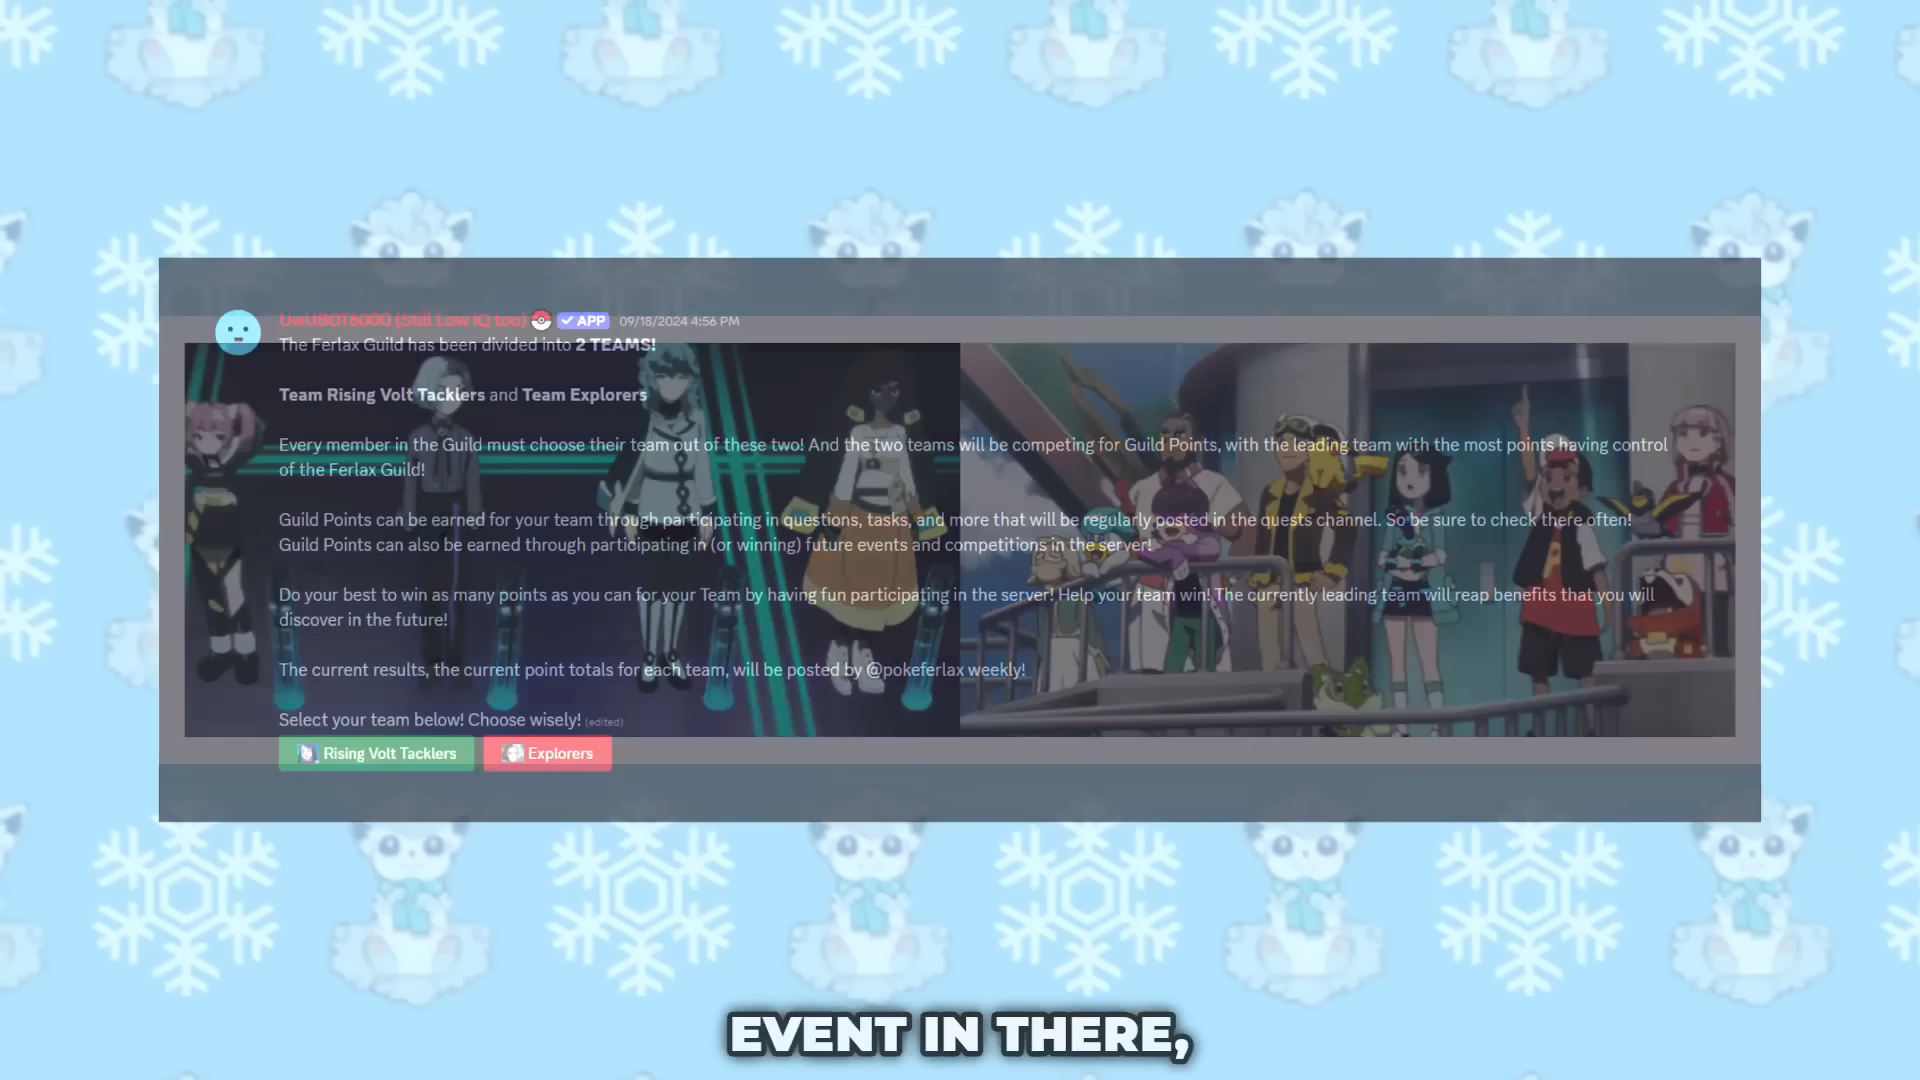 UwUBOT6000 (Still Low IQ too) APP 09/18/2024 4:56 PM
The Ferlax Guild has been divided into 2 TEAMS!
Team Rising Volt Tacklers and Team Explorers
Every member in the Guild must choose their team out of these two! And the two teams will be competing for Guild Points, with the leading team with the most points having control
of the Ferlax Guild!
Guild Points can be earned for your team through participating in questions, tasks, and more that will be regularly posted in the quests channel. So be sure to check there often!
Guild Points can also be earned through participating in (or winning) future events and competitions in the server!
Do your best to win as many points as you can for your Team by having fun participating in the server! Help your team win! The currently leading team will reap benefits that you will
discover in the future!
The current results, the current point totals for each team, will be posted by @pokeferlax weekly!
Select your team below! Choose wisely! (edited)
Rising Volt Tacklers Explorers
EVENT IN THERE,